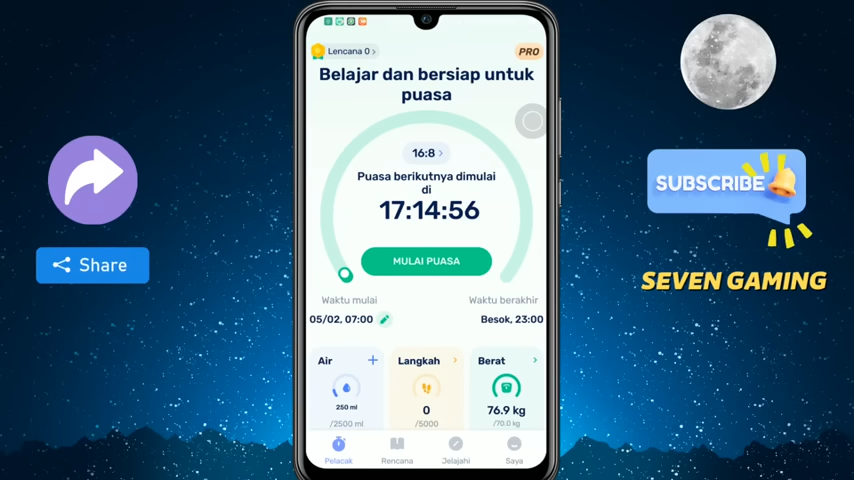 Lencana 0
PRO
Belajar dan bersiap untuk
puasa
16:8
Puasa berikutnya dimulai
di
17:14:56
MULAI PUASA
Waktu mulai
Waktu berakhir
05/02, 07:00
Besok, 23:00
Air
Langkah
Berat
250 ml
0
76.9 kg
/2500 ml
/5000
/70.0 kg
Pelacak
Rencana
Jelajahi
Saya
Share
SUBSCRIBE
SEVEN GAMING